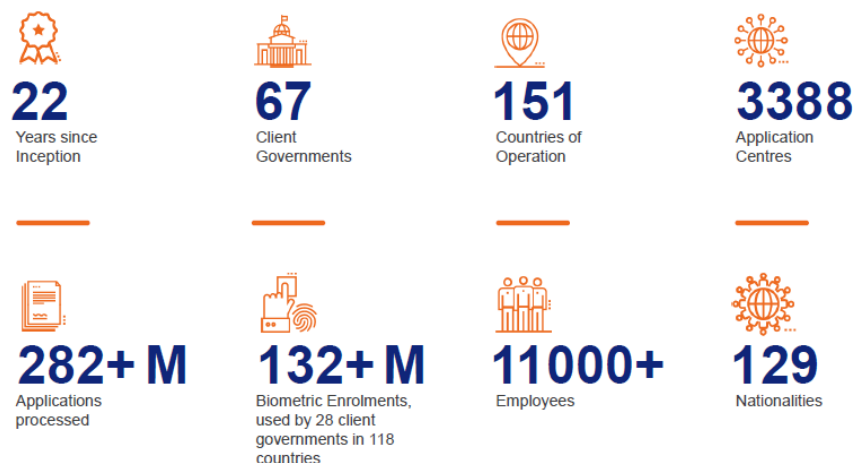 22
Years since
Inception
67
Client
Governments
151
Countries of
Operation
3388
Application
Centres
282+ M
Applications
processed
132+ M
Biometric Enrolments,
used by 28 client
governments in 118
countries
11000+
Employees
129
Nationalities